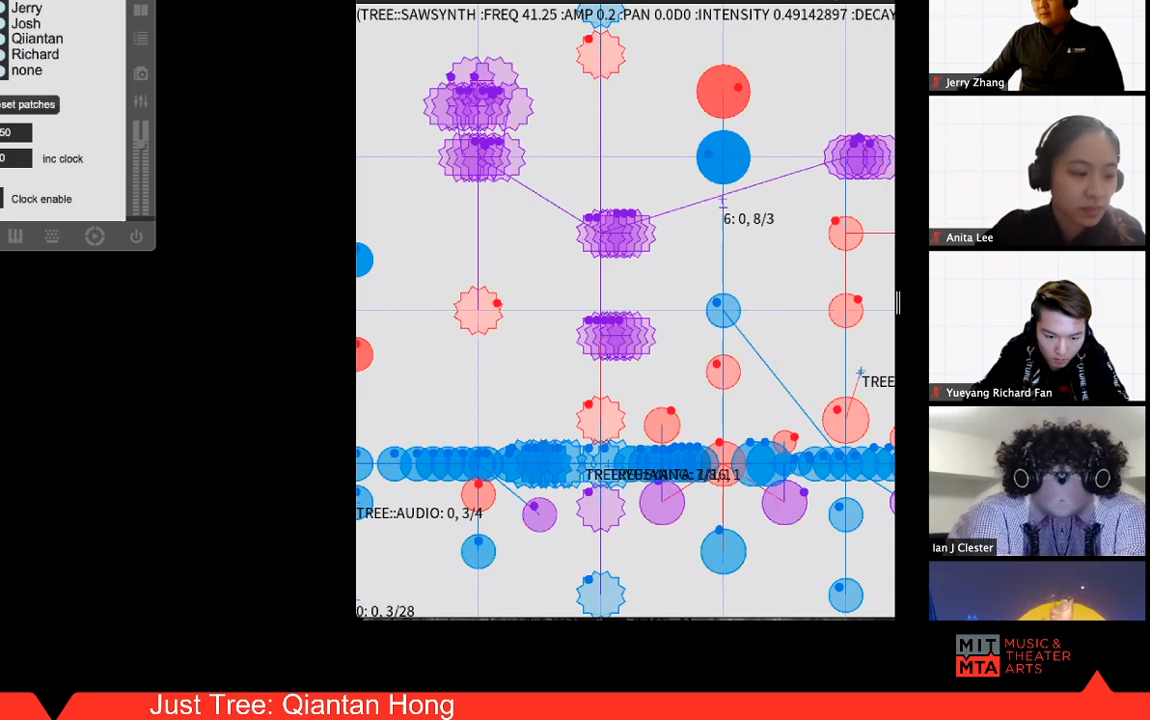 Jerry
Josh
Qiantan
Richard
none
set patches
50
0
inc clock
Clock enable
(TREE::SAWSYNTH :FREQ 41.25 :AMP 0.2 :PAN 0.0D0 :INTENSITY 0.49142897 :DECAY
6: 0, 8/3
TREE
TREE::AUDIO: 0, 3/4
0: 0, 3/28
Jerry Zhang
Anita Lee
Yueyang Richard Fan
Ian J Clester
MIT
MTA
MUSIC &
THEATER
ARTS
Just Tree: Qiantan Hong